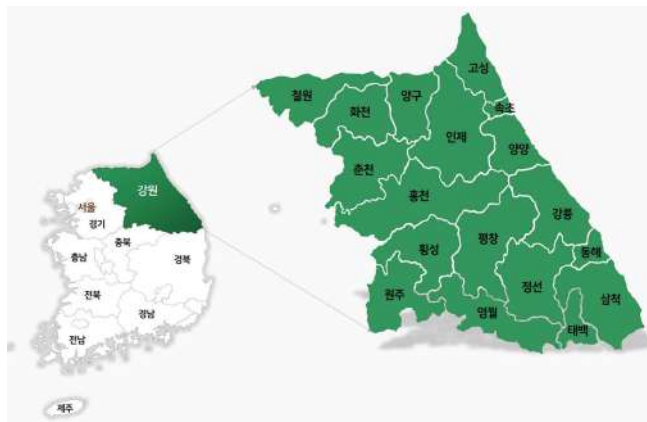 강원
서울
경기
충북
충남
경북
전북
경남
전남
제주
고성
철원
양구
화천
속초
인제
양양
춘천
홍천
강릉
평창
횡성
동해
정선
원주
삼척
영월
태백